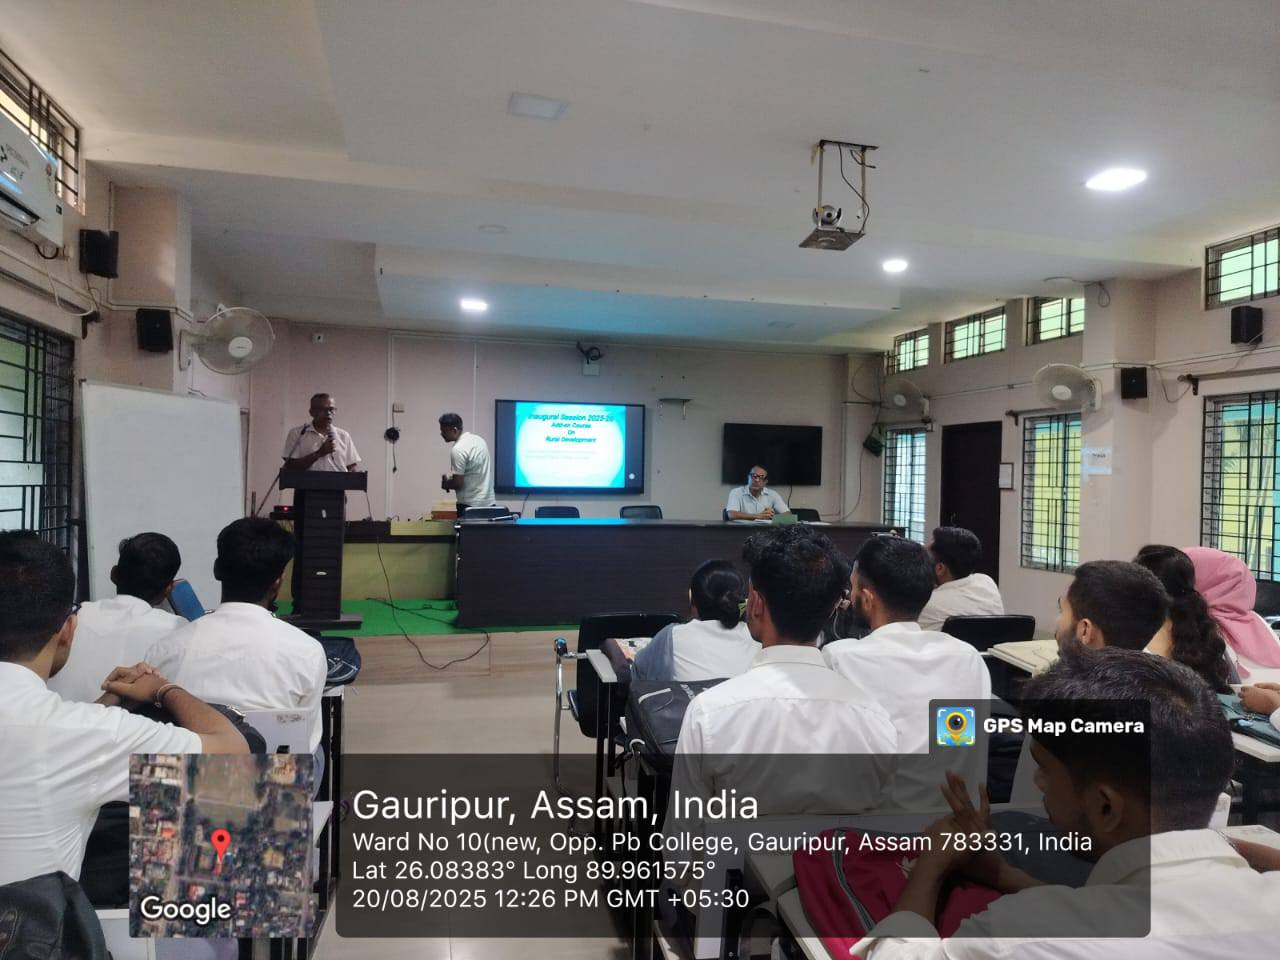 Inaugural Session 2025-26
Add-on Course
On
Rural Development
GPS Map Camera
Gauripur, Assam, India
Ward No 10(new, Opp. Pb College, Gauripur, Assam 783331, India
Lat 26.08383° Long 89.961575°
20/08/2025 12:26 PM GMT +05:30
Google